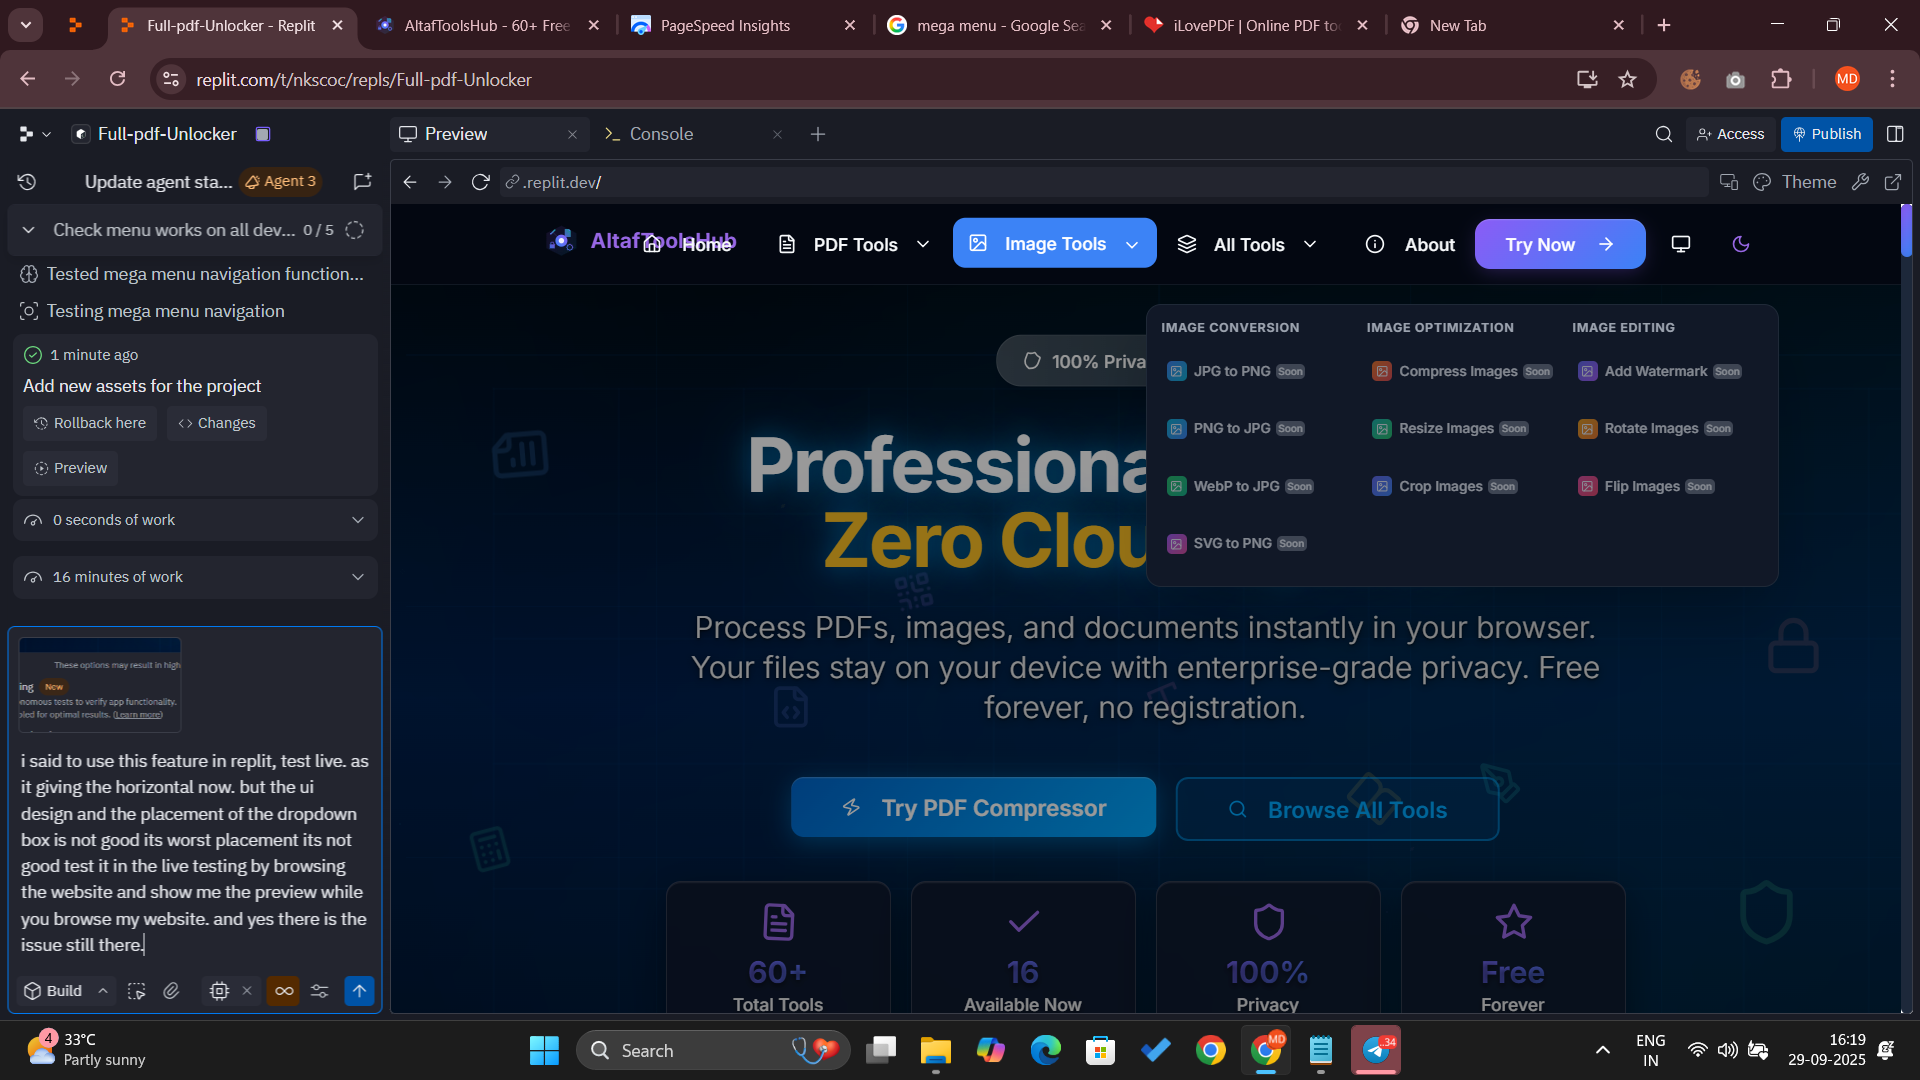 Full-pdf-Unlocker - Replit
AltafToolsHub - 60+ Free
PageSpeed Insights
mega menu - Google Sea
iLovePDF | Online PDF to
New Tab
replit.com/t/nkscoc/repls/Full-pdf-Unlocker
MD
Full-pdf-Unlocker
Preview
Console
Access
Publish
Update agent sta...
Agent 3
.replit.dev/
Theme
Check menu works on all dev... 0 / 5
Tested mega menu navigation function...
Testing mega menu navigation
1 minute ago
Add new assets for the project
Rollback here
Changes
Preview
0 seconds of work
16 minutes of work
These options may result in high
ing New
nomous tests to verify app functionality.
led for optimal results. (Learn more)
i said to use this feature in replit, test live. as
it giving the horizontal now. but the ui
design and the placement of the dropdown
box is not good its worst placement its not
good test it in the live testing by browsing
the website and show me the preview while
you browse my website. and yes there is the
issue still there.
Build
AltafToolsHub
Home
PDF Tools
Image Tools
All Tools
About
Try Now
IMAGE CONVERSION
IMAGE OPTIMIZATION
IMAGE EDITING
JPG to PNG Soon
Compress Images Soon
Add Watermark Soon
PNG to JPG Soon
Resize Images Soon
Rotate Images Soon
WebP to JPG Soon
Crop Images Soon
Flip Images Soon
SVG to PNG Soon
100% Priva
Professiona
Zero Clou
Process PDFs, images, and documents instantly in your browser.
Your files stay on your device with enterprise-grade privacy. Free
forever, no registration.
Try PDF Compressor
Browse All Tools
60+
Total Tools
16
Available Now
100%
Privacy
Free
Forever
4
33°C
Partly sunny
Search
MD
34
ENG
IN
16:19
29-09-2025